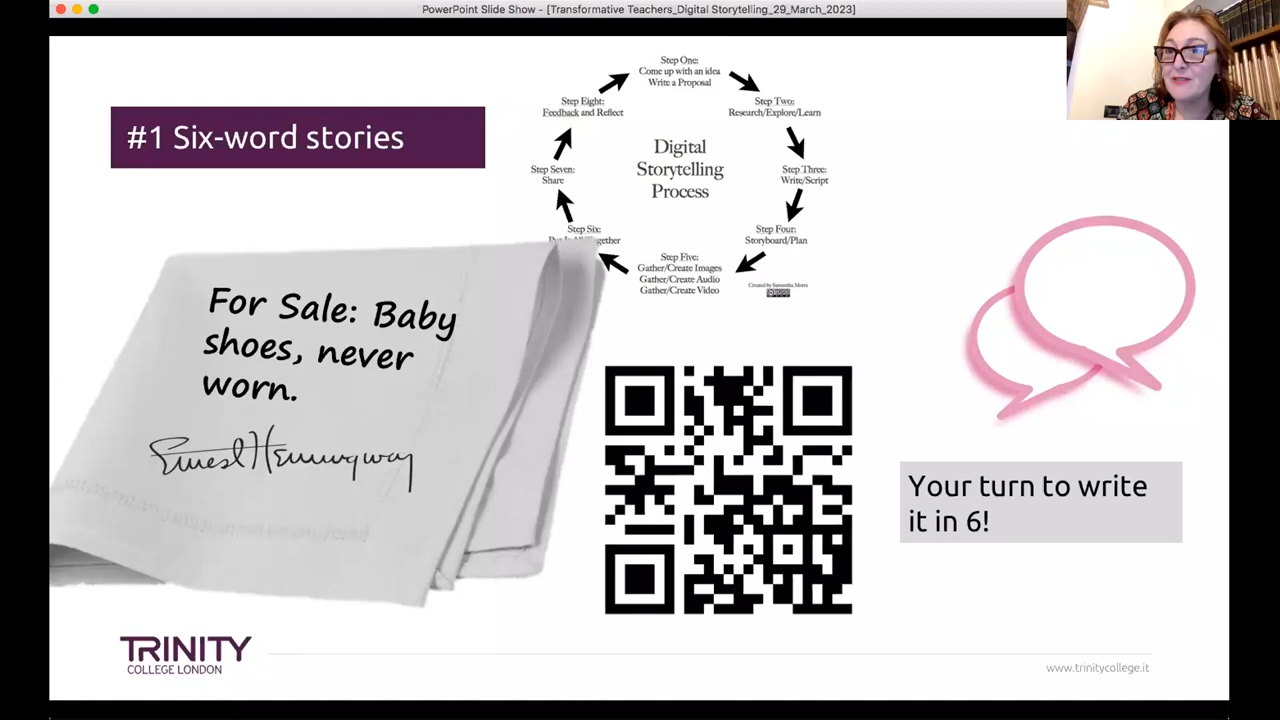 PowerPoint Slide Show - [Transformative Teachers_Digital Storytelling_29_March_2023]
#1 Six-word stories
Step One:
Come up with an idea
Write a Proposal
Step Two:
Research/Explore/Learn
Step Three:
Write/Script
Step Four:
Storyboard/Plan
Step Five:
Gather/Create Images
Gather/Create Audio
Gather/Create Video
Step Six:
Step Seven:
Share
Step Eight:
Feedback and Reflect
Digital
Storytelling
Process
Created by Samantha Morra
For Sale: Baby
shoes, never
worn.
Ernest Hemingway
Your turn to write
it in 6!
TRINITY
COLLEGE LONDON
www.trinitycollege.it